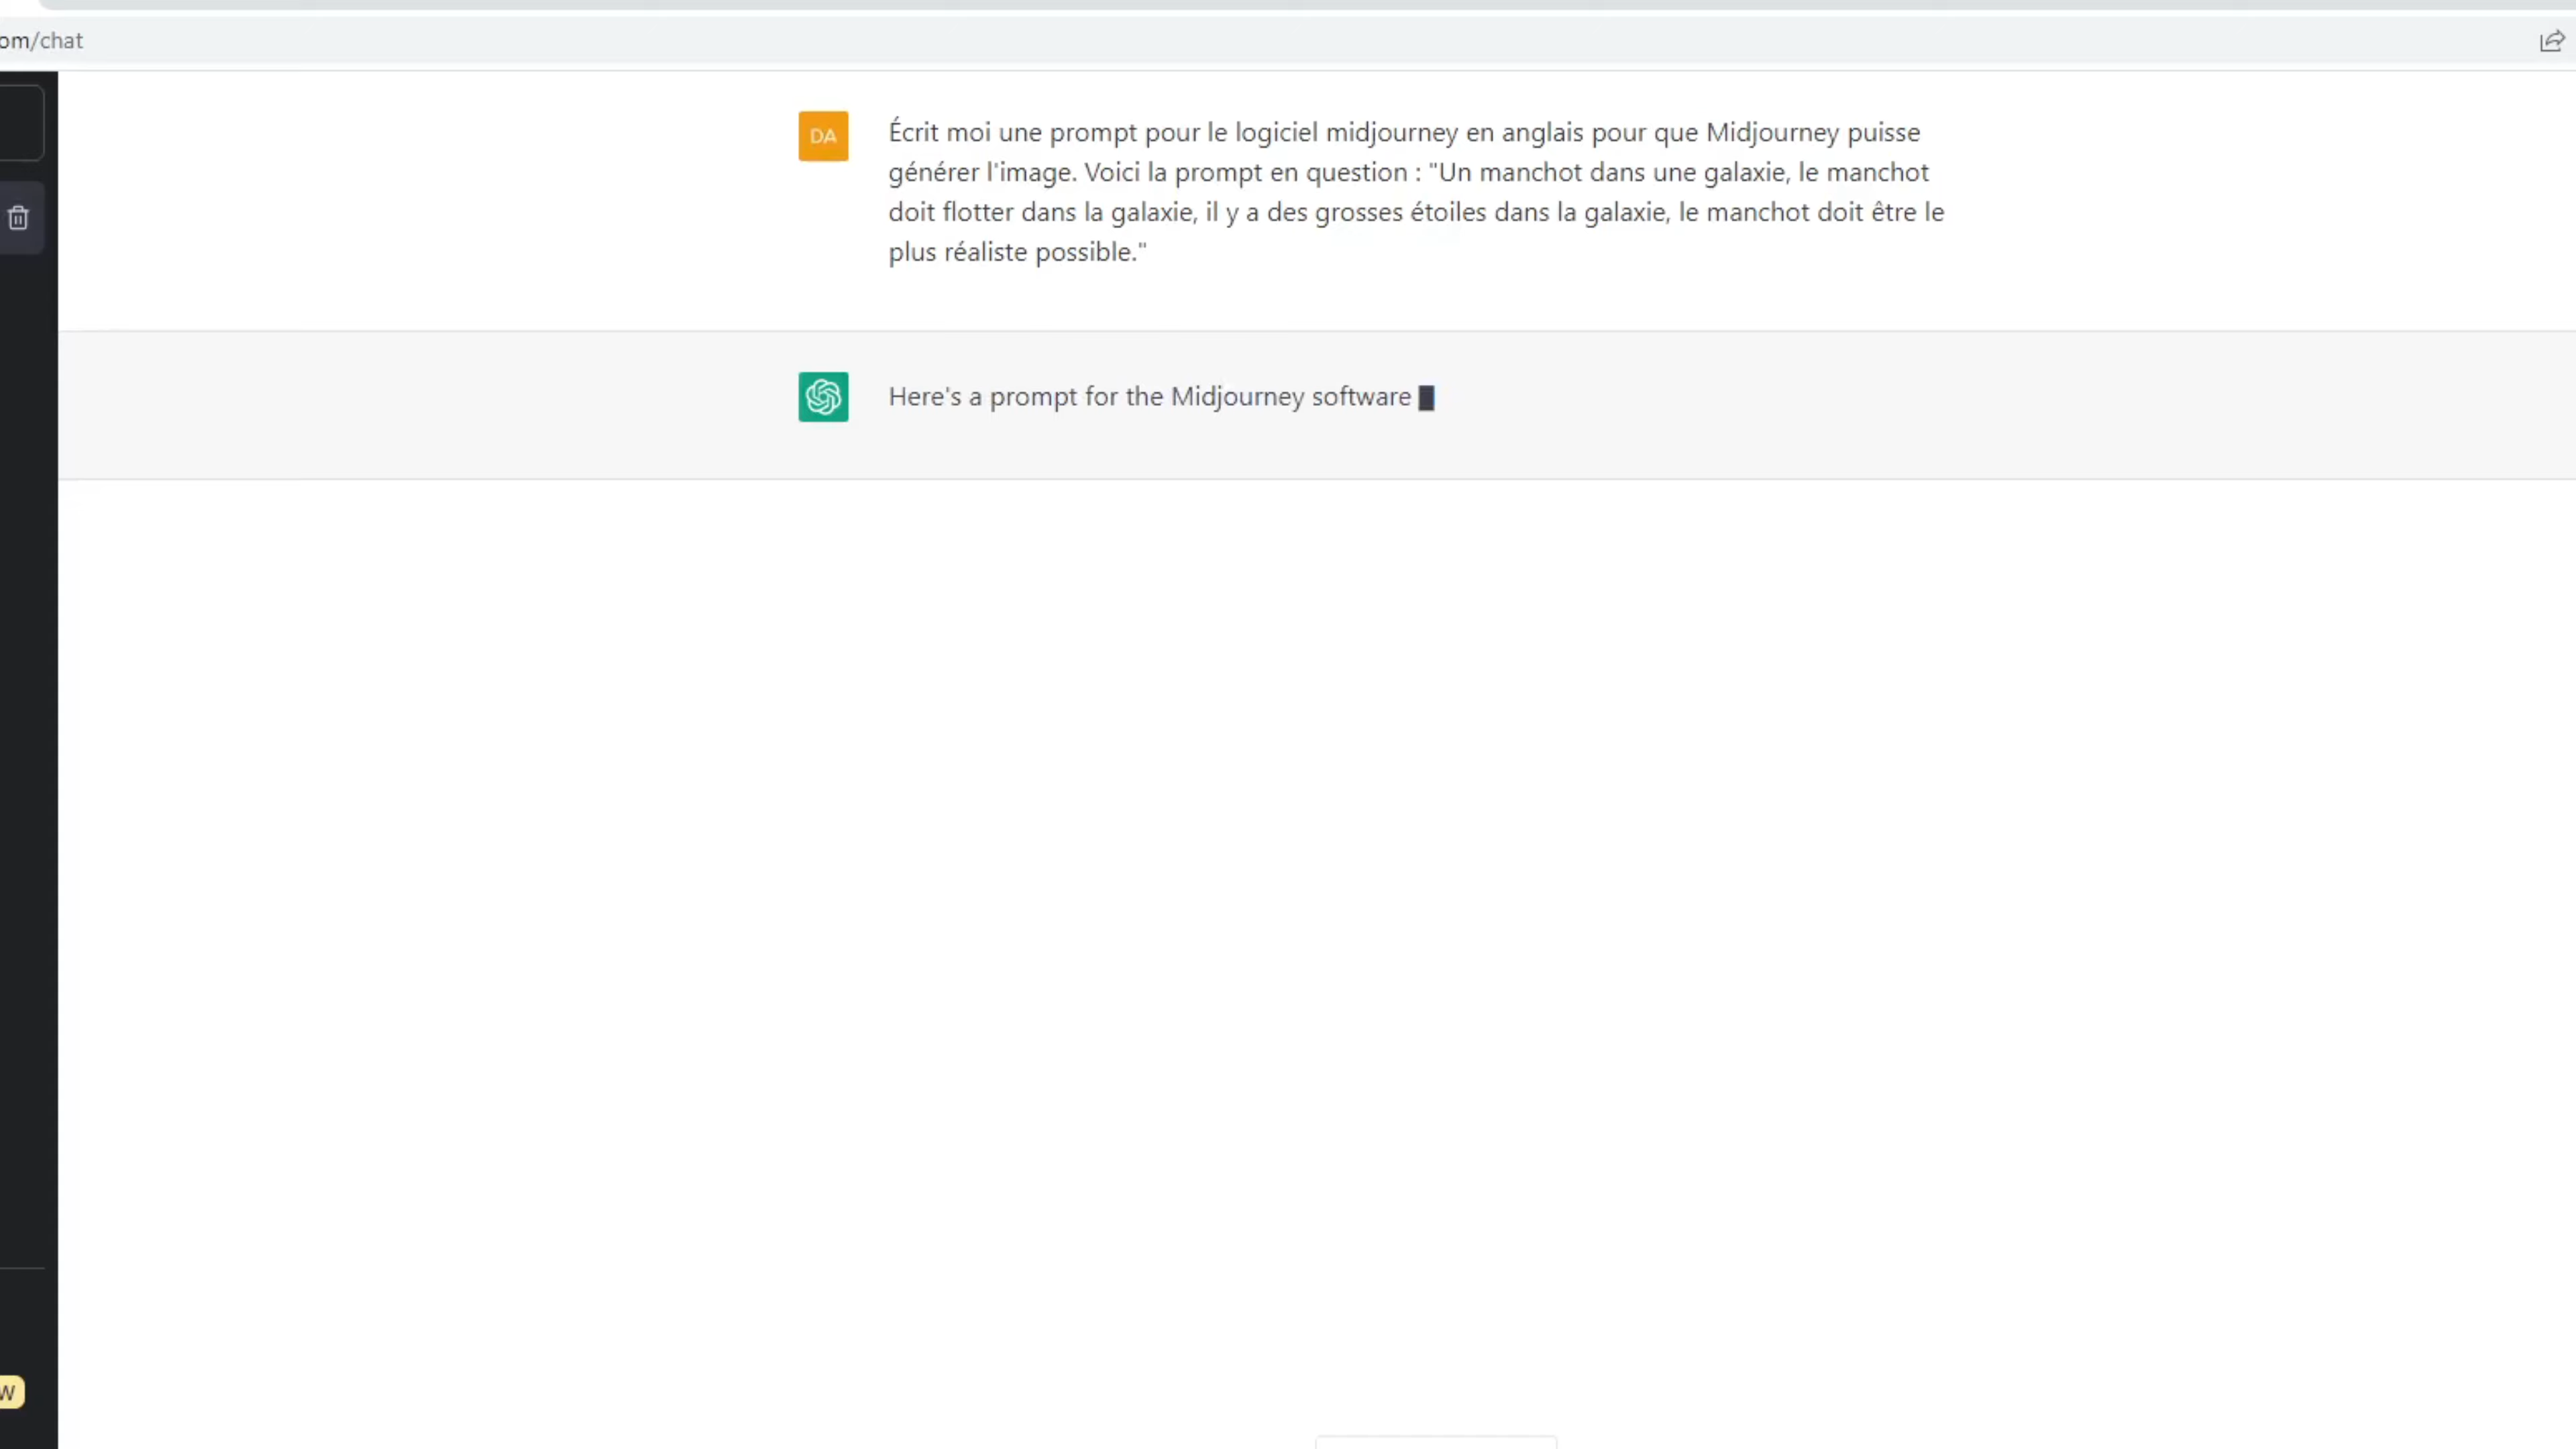 om/chat
DA
Écrit moi une prompt pour le logiciel midjourney en anglais pour que Midjourney puisse
générer l'image. Voici la prompt en question : "Un manchot dans une galaxie, le manchot
doit flotter dans la galaxie, il y a des grosses étoiles dans la galaxie, le manchot doit être le
plus réaliste possible."
Here's a prompt for the Midjourney software
W